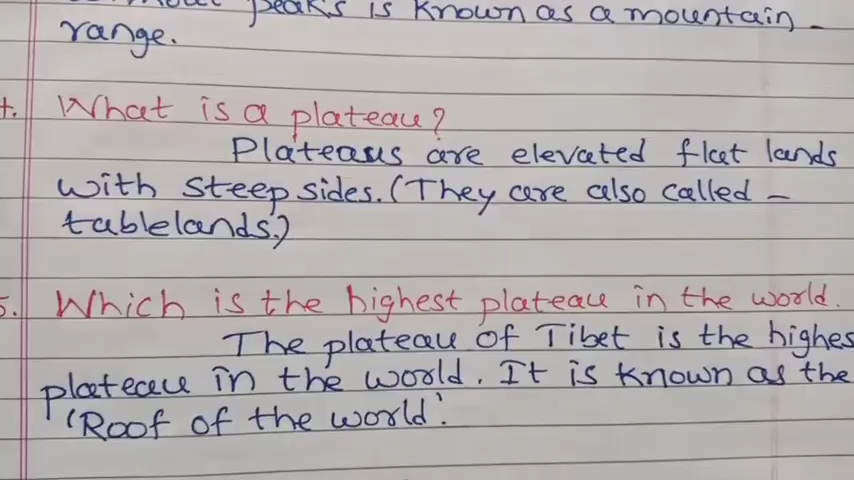 peaks is known as a mountain -
range.
4. What is a plateau?
Plateaus are elevated flat lands
with steep sides. (They are also called -
tablelands.)
5. Which is the highest plateau in the world.
The plateau of Tibet is the highes
plateau in the world. It is known as the
'Roof of the world'.